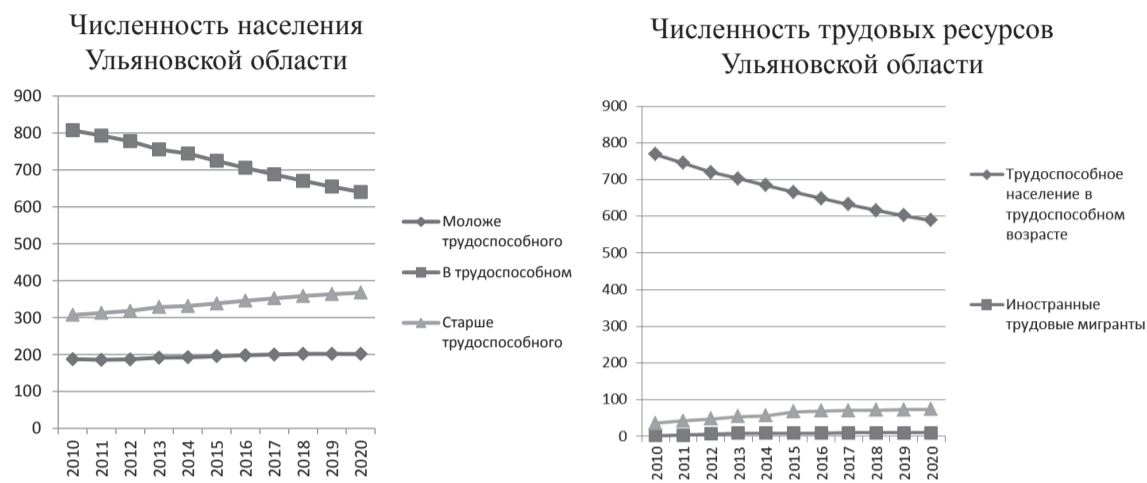 Численность населения
Ульяновской области
900
800
700
600
500
400
300
200
100
0
2010
2011
2012
2013
2014
2015
2016
2017
2018
2019
2020
Моложе
трудоспособного
В трудоспособном
Старше
трудоспособного
Численность трудовых ресурсов
Ульяновской области
900
800
700
600
500
400
300
200
100
0
2010
2011
2012
2013
2014
2015
2016
2017
2018
2019
2020
Трудоспособное
население в
трудоспособном
возрасте
Иностранные
трудовые мигранты